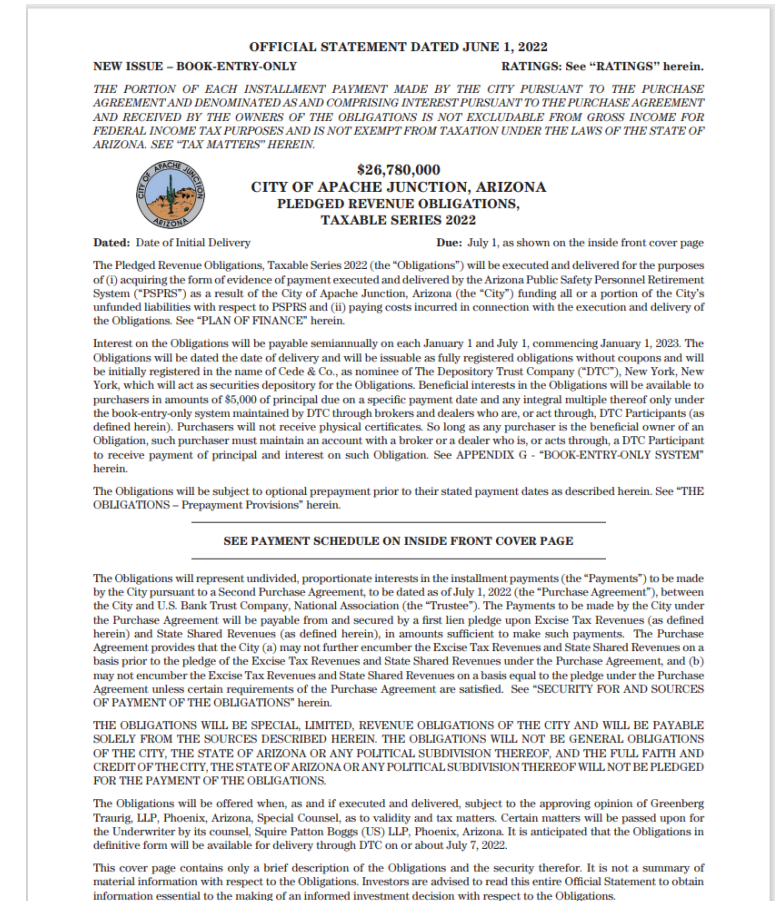 OFFICIAL STATEMENT DATED JUNE 1, 2022
NEW ISSUE – BOOK-ENTRY-ONLY RATINGS: See “RATINGS” herein.
THE PORTION OF EACH INSTALLMENT PAYMENT MADE BY THE CITY PURSUANT TO THE PURCHASE
AGREEMENT AND DENOMINATED AS AND COMPRISING INTEREST PURSUANT TO THE PURCHASE AGREEMENT
AND RECEIVED BY THE OWNERS OF THE OBLIGATIONS IS NOT EXCLUDABLE FROM GROSS INCOME FOR
FEDERAL INCOME TAX PURPOSES AND IS NOT EXEMPT FROM TAXATION UNDER THE LAWS OF THE STATE OF
ARIZONA. SEE “TAX MATTERS” HEREIN.
CITY OF APACHE JUNCTION
ARIZONA
$26,780,000
CITY OF APACHE JUNCTION, ARIZONA
PLEDGED REVENUE OBLIGATIONS,
TAXABLE SERIES 2022
Dated: Date of Initial Delivery Due: July 1, as shown on the inside front cover page
The Pledged Revenue Obligations, Taxable Series 2022 (the “Obligations”) will be executed and delivered for the purposes
of (i) acquiring the form of evidence of payment executed and delivered by the Arizona Public Safety Personnel Retirement
System (“PSPRS”) as a result of the City of Apache Junction, Arizona (the “City”) funding all or a portion of the City’s
unfunded liabilities with respect to PSPRS and (ii) paying costs incurred in connection with the execution and delivery of
the Obligations. See “PLAN OF FINANCE” herein.
Interest on the Obligations will be payable semiannually on each January 1 and July 1, commencing January 1, 2023. The
Obligations will be dated the date of delivery and will be issuable as fully registered obligations without coupons and will
be initially registered in the name of Cede & Co., as nominee of The Depository Trust Company (“DTC”), New York, New
York, which will act as securities depository for the Obligations. Beneficial interests in the Obligations will be available to
purchasers in amounts of $5,000 of principal due on a specific payment date and any integral multiple thereof only under
the book-entry-only system maintained by DTC through brokers and dealers who are, or act through, DTC Participants (as
defined herein). Purchasers will not receive physical certificates. So long as any purchaser is the beneficial owner of an
Obligation, such purchaser must maintain an account with a broker or a dealer who is, or acts through, a DTC Participant
to receive payment of principal and interest on such Obligation. See APPENDIX G - “BOOK-ENTRY-ONLY SYSTEM”
herein.
The Obligations will be subject to optional prepayment prior to their stated payment dates as described herein. See “THE
OBLIGATIONS – Prepayment Provisions” herein.
SEE PAYMENT SCHEDULE ON INSIDE FRONT COVER PAGE
The Obligations will represent undivided, proportionate interests in the installment payments (the “Payments”) to be made
by the City pursuant to a Second Purchase Agreement, to be dated as of July 1, 2022 (the “Purchase Agreement”), between
the City and U.S. Bank Trust Company, National Association (the “Trustee”). The Payments to be made by the City under
the Purchase Agreement will be payable from and secured by a first lien pledge upon Excise Tax Revenues (as defined
herein) and State Shared Revenues (as defined herein), in amounts sufficient to make such payments. The Purchase
Agreement provides that the City (a) may not further encumber the Excise Tax Revenues and State Shared Revenues on a
basis prior to the pledge of the Excise Tax Revenues and State Shared Revenues under the Purchase Agreement, and (b)
may not encumber the Excise Tax Revenues and State Shared Revenues on a basis equal to the pledge under the Purchase
Agreement unless certain requirements of the Purchase Agreement are satisfied. See “SECURITY FOR AND SOURCES
OF PAYMENT OF THE OBLIGATIONS” herein.
THE OBLIGATIONS WILL BE SPECIAL, LIMITED, REVENUE OBLIGATIONS OF THE CITY AND WILL BE PAYABLE
SOLELY FROM THE SOURCES DESCRIBED HEREIN. THE OBLIGATIONS WILL NOT BE GENERAL OBLIGATIONS
OF THE CITY, THE STATE OF ARIZONA OR ANY POLITICAL SUBDIVISION THEREOF, AND THE FULL FAITH AND
CREDIT OF THE CITY, THE STATE OF ARIZONA OR ANY POLITICAL SUBDIVISION THEREOF WILL NOT BE PLEDGED
FOR THE PAYMENT OF THE OBLIGATIONS.
The Obligations will be offered when, as and if executed and delivered, subject to the approving opinion of Greenberg
Traurig, LLP, Phoenix, Arizona, Special Counsel, as to validity and tax matters. Certain matters will be passed upon for
the Underwriter by its counsel, Squire Patton Boggs (US) LLP, Phoenix, Arizona. It is anticipated that the Obligations in
definitive form will be available for delivery through DTC on or about July 7, 2022.
This cover page contains only a brief description of the Obligations and the security therefor. It is not a summary of
material information with respect to the Obligations. Investors are advised to read this entire Official Statement to obtain
information essential to the making of an informed investment decision with respect to the Obligations.